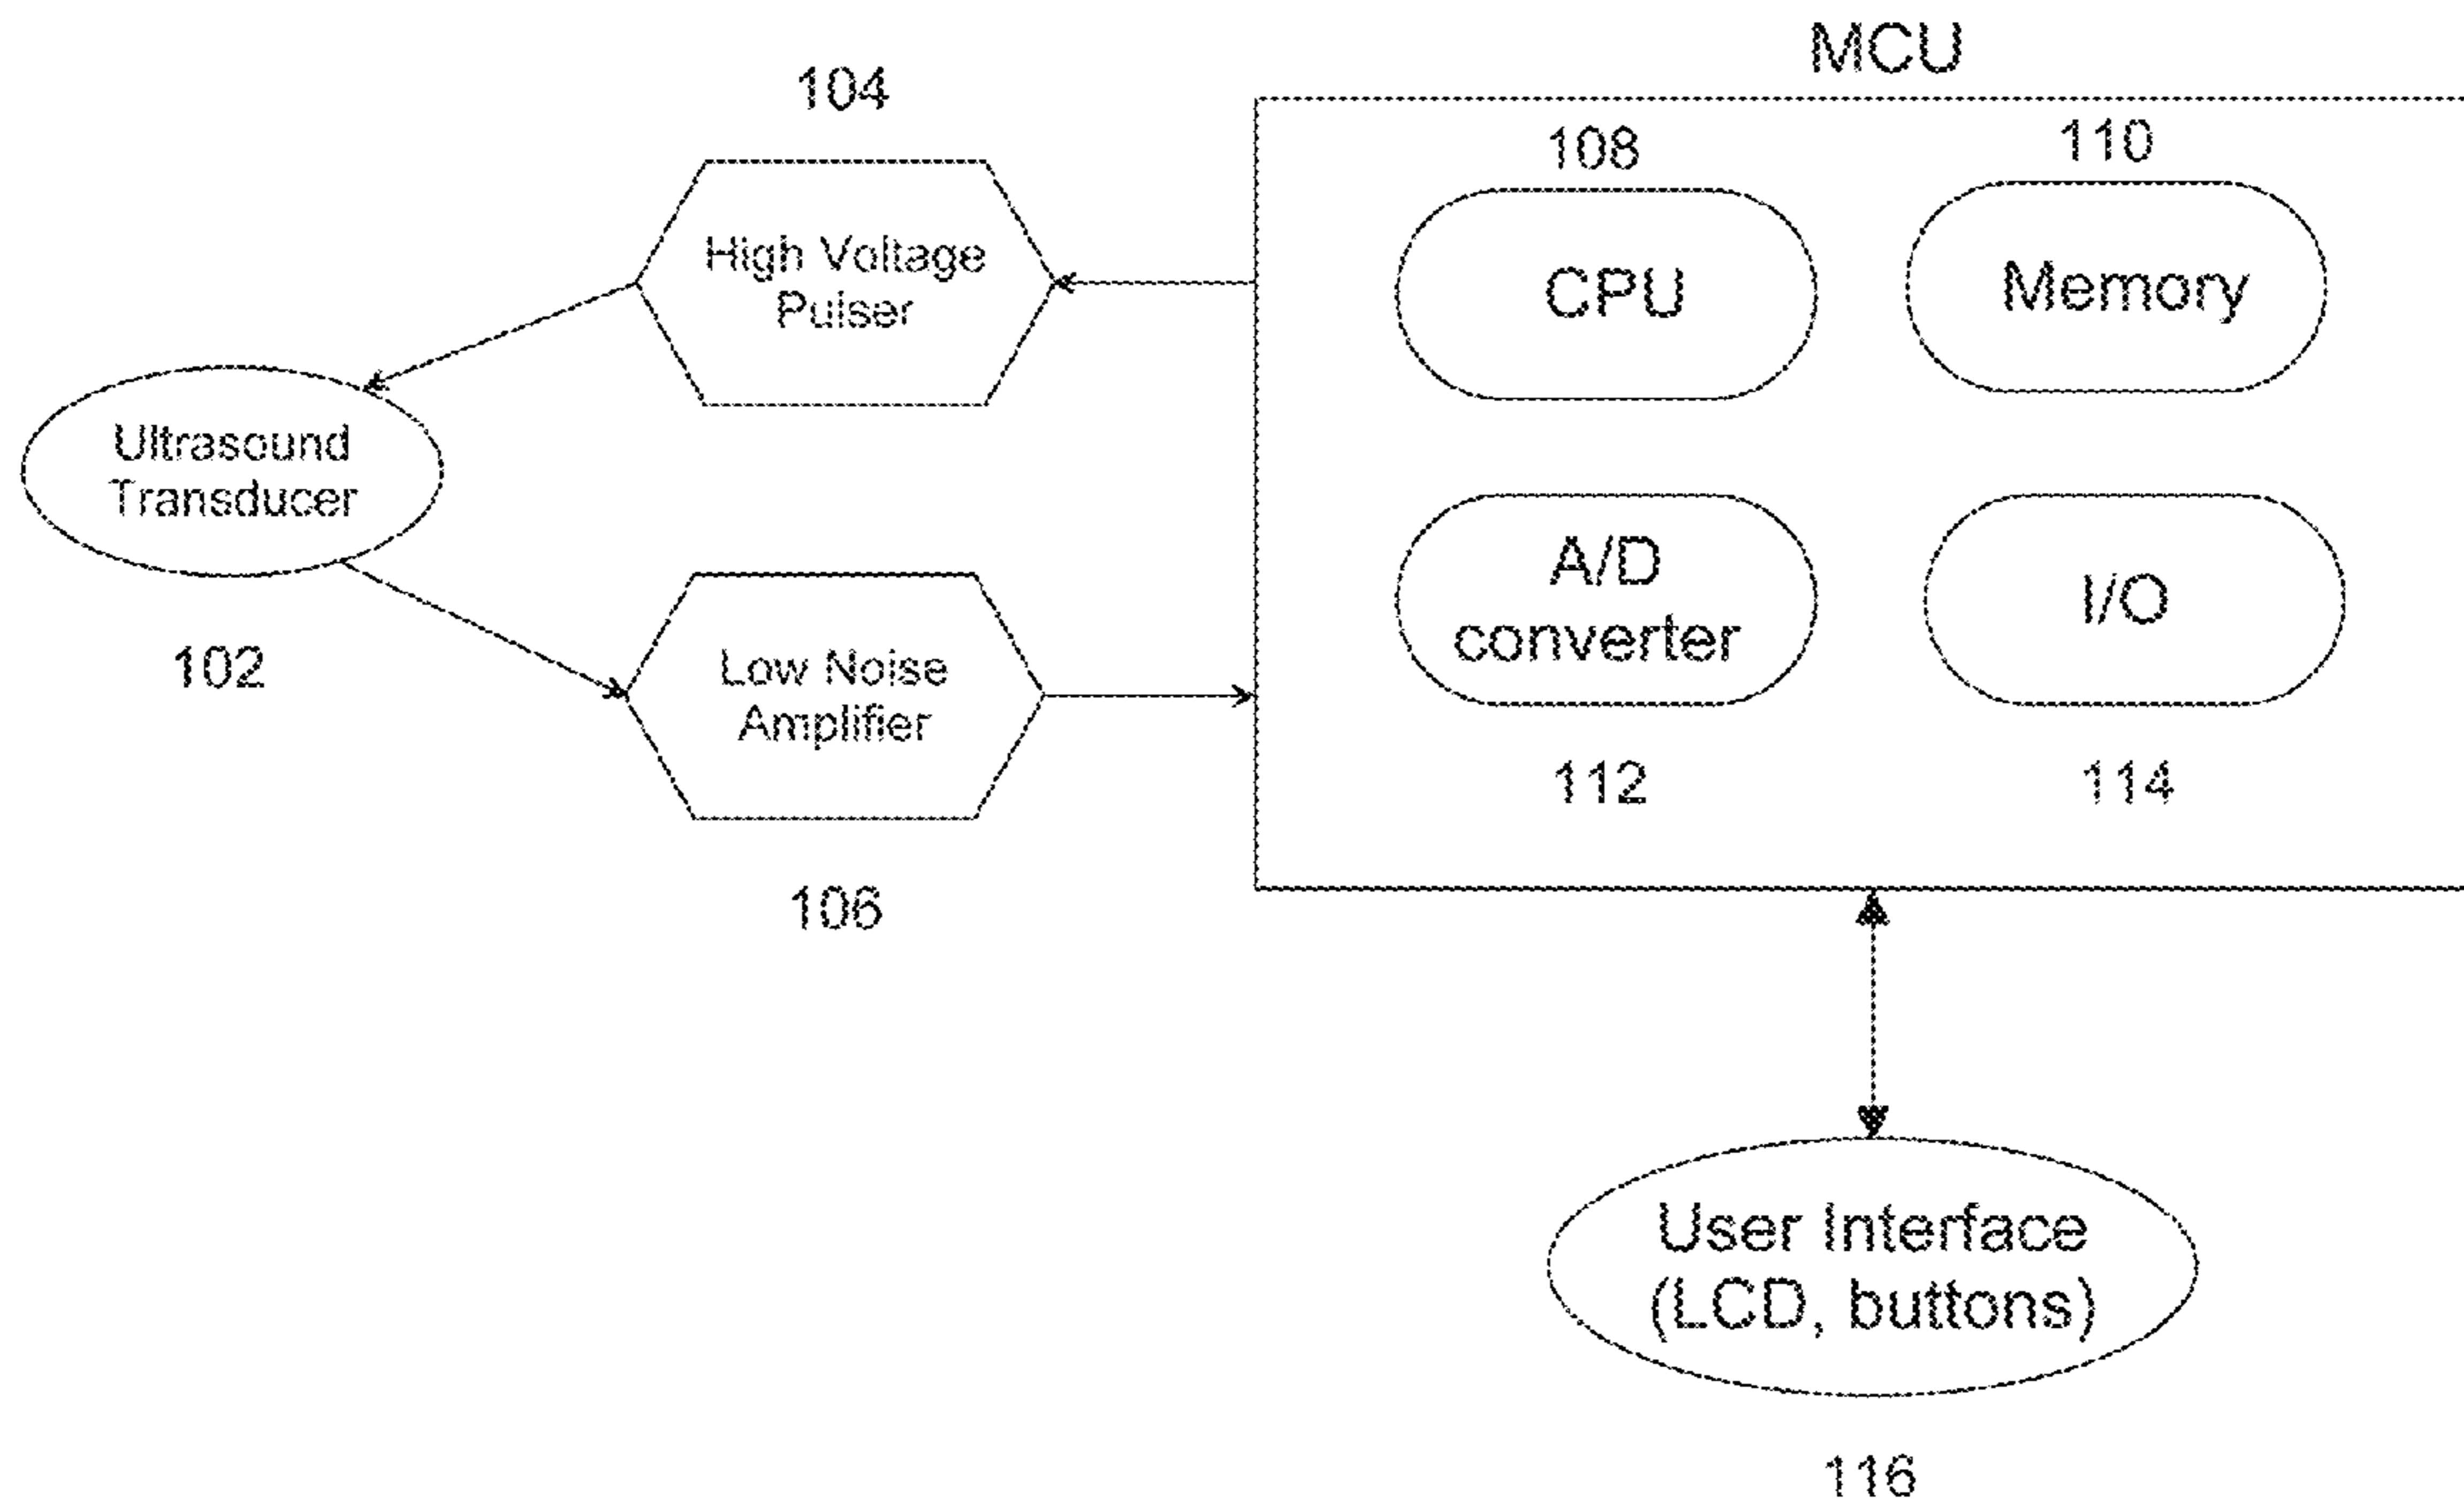 MCU
104
108
110
High Voltage
Pulser
CPU
Memory
Ultrasound
Transducer
102
Low Noise
Amplifier
106
A/D
converter
I/O
112
114
User Interface
(LCD, buttons)
116